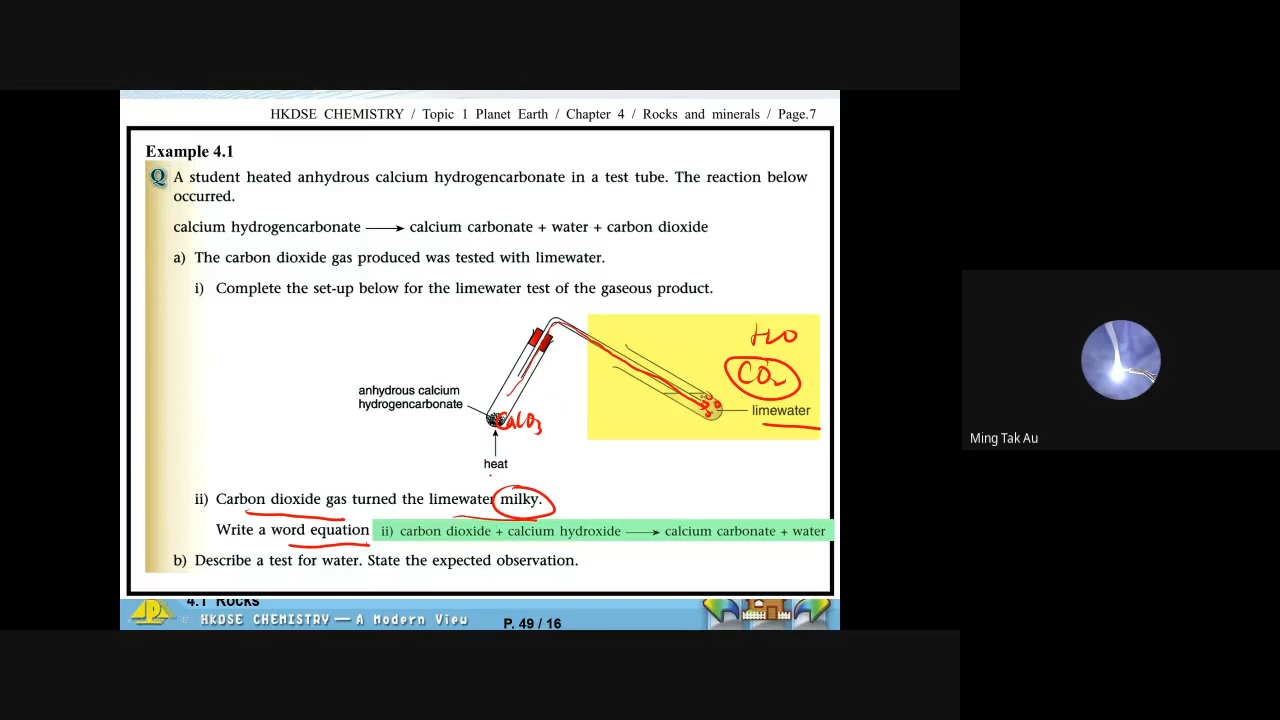 HKDSE CHEMISTRY / Topic 1 Planet Earth / Chapter 4 / Rocks and minerals / Page.7
Example 4.1
Q A student heated anhydrous calcium hydrogencarbonate in a test tube. The reaction below
occurred.
calcium hydrogencarbonate ⟶ calcium carbonate + water + carbon dioxide
a) The carbon dioxide gas produced was tested with limewater.
i) Complete the set-up below for the limewater test of the gaseous product.
H2O
CO2
anhydrous calcium
hydrogencarbonate
limewater
CaCO3
heat
ii) Carbon dioxide gas turned the limewater milky.
Write a word equation
ii) carbon dioxide + calcium hydroxide ⟶ calcium carbonate + water
b) Describe a test for water. State the expected observation.
4.1 Rocks
HKDSE CHEMISTRY — A Modern View
P. 49 / 16
Ming Tak Au